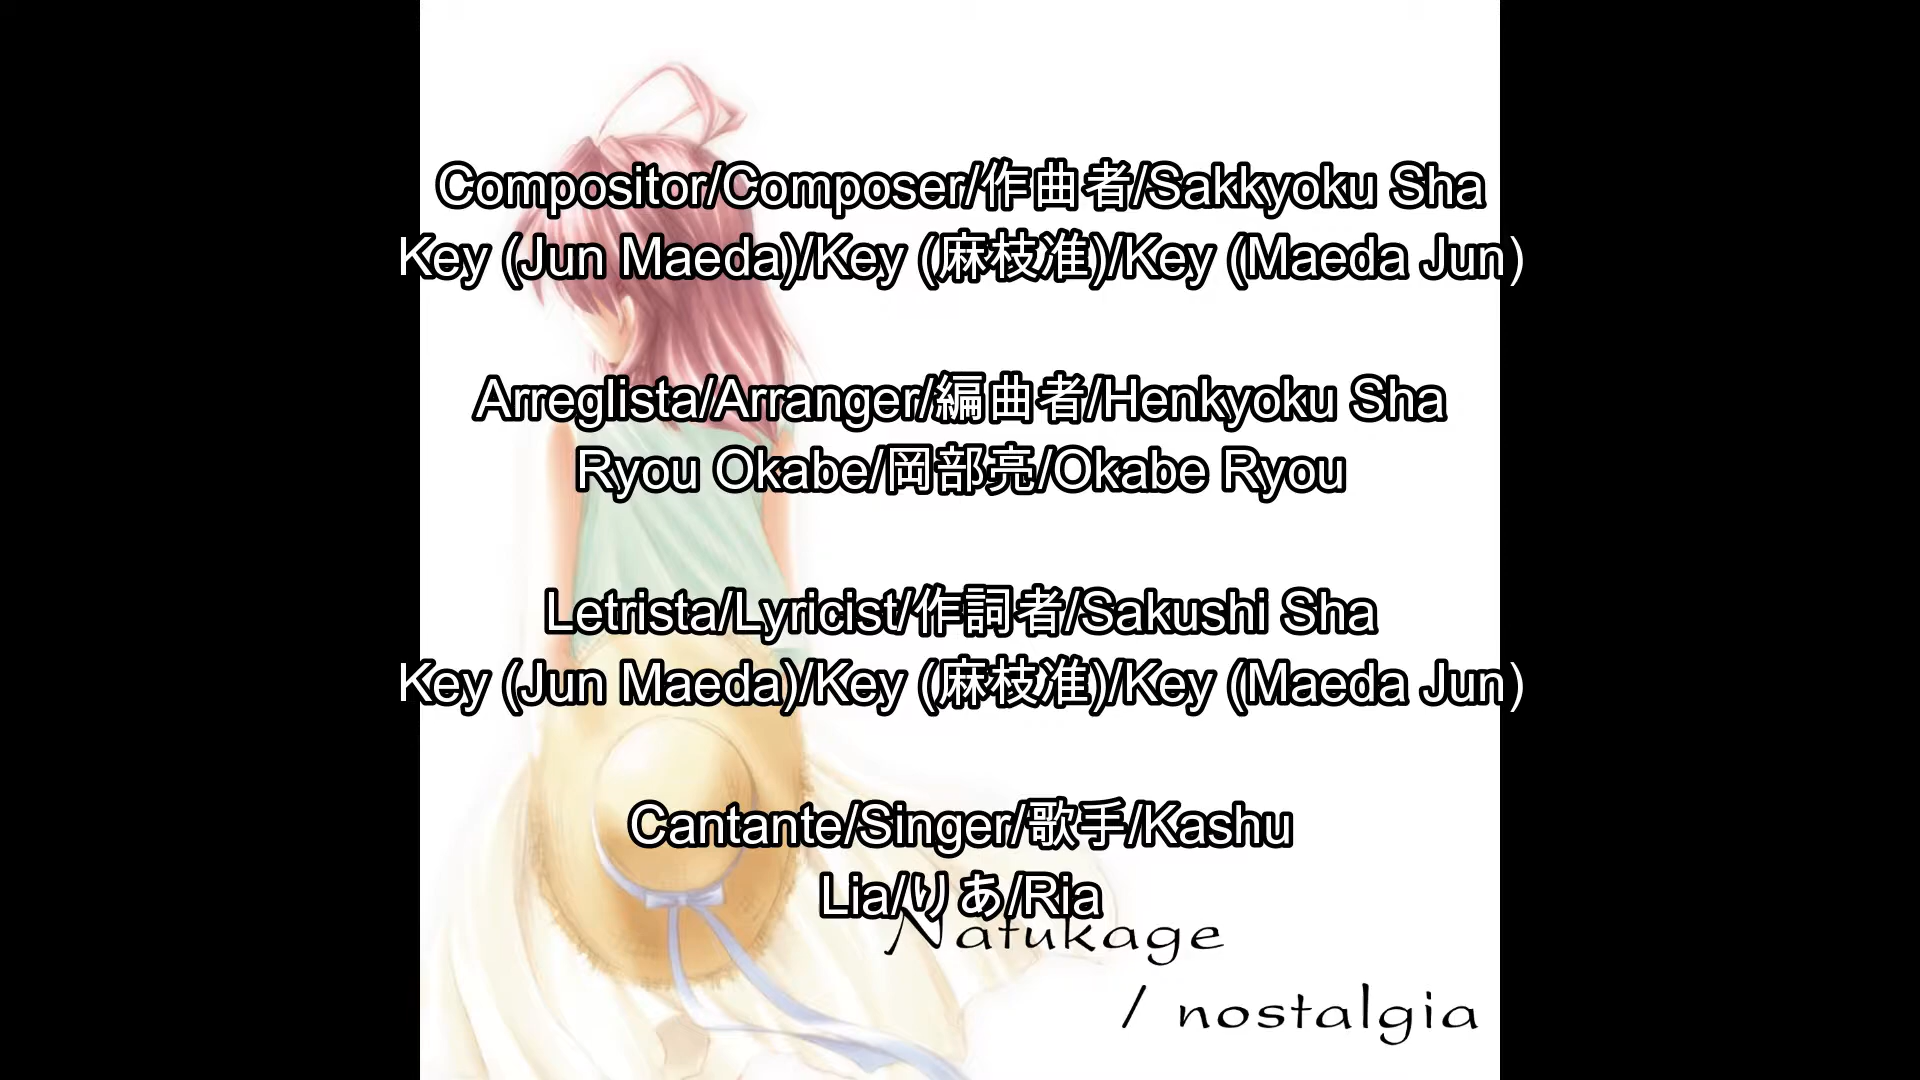 Compositor/Composer/作曲者/Sakkyoku Sha
Key (Jun Maeda)/Key (麻枝准)/Key (Maeda Jun)
Arreglista/Arranger/編曲者/Henkyoku Sha
Ryou Okabe/岡部亮/Okabe Ryou
Letrista/Lyricist/作詞者/Sakushi Sha
Key (Jun Maeda)/Key (麻枝准)/Key (Maeda Jun)
Cantante/Singer/歌手/Kashu
Lia/りあ/Ria
Natukage
/ nostalgia